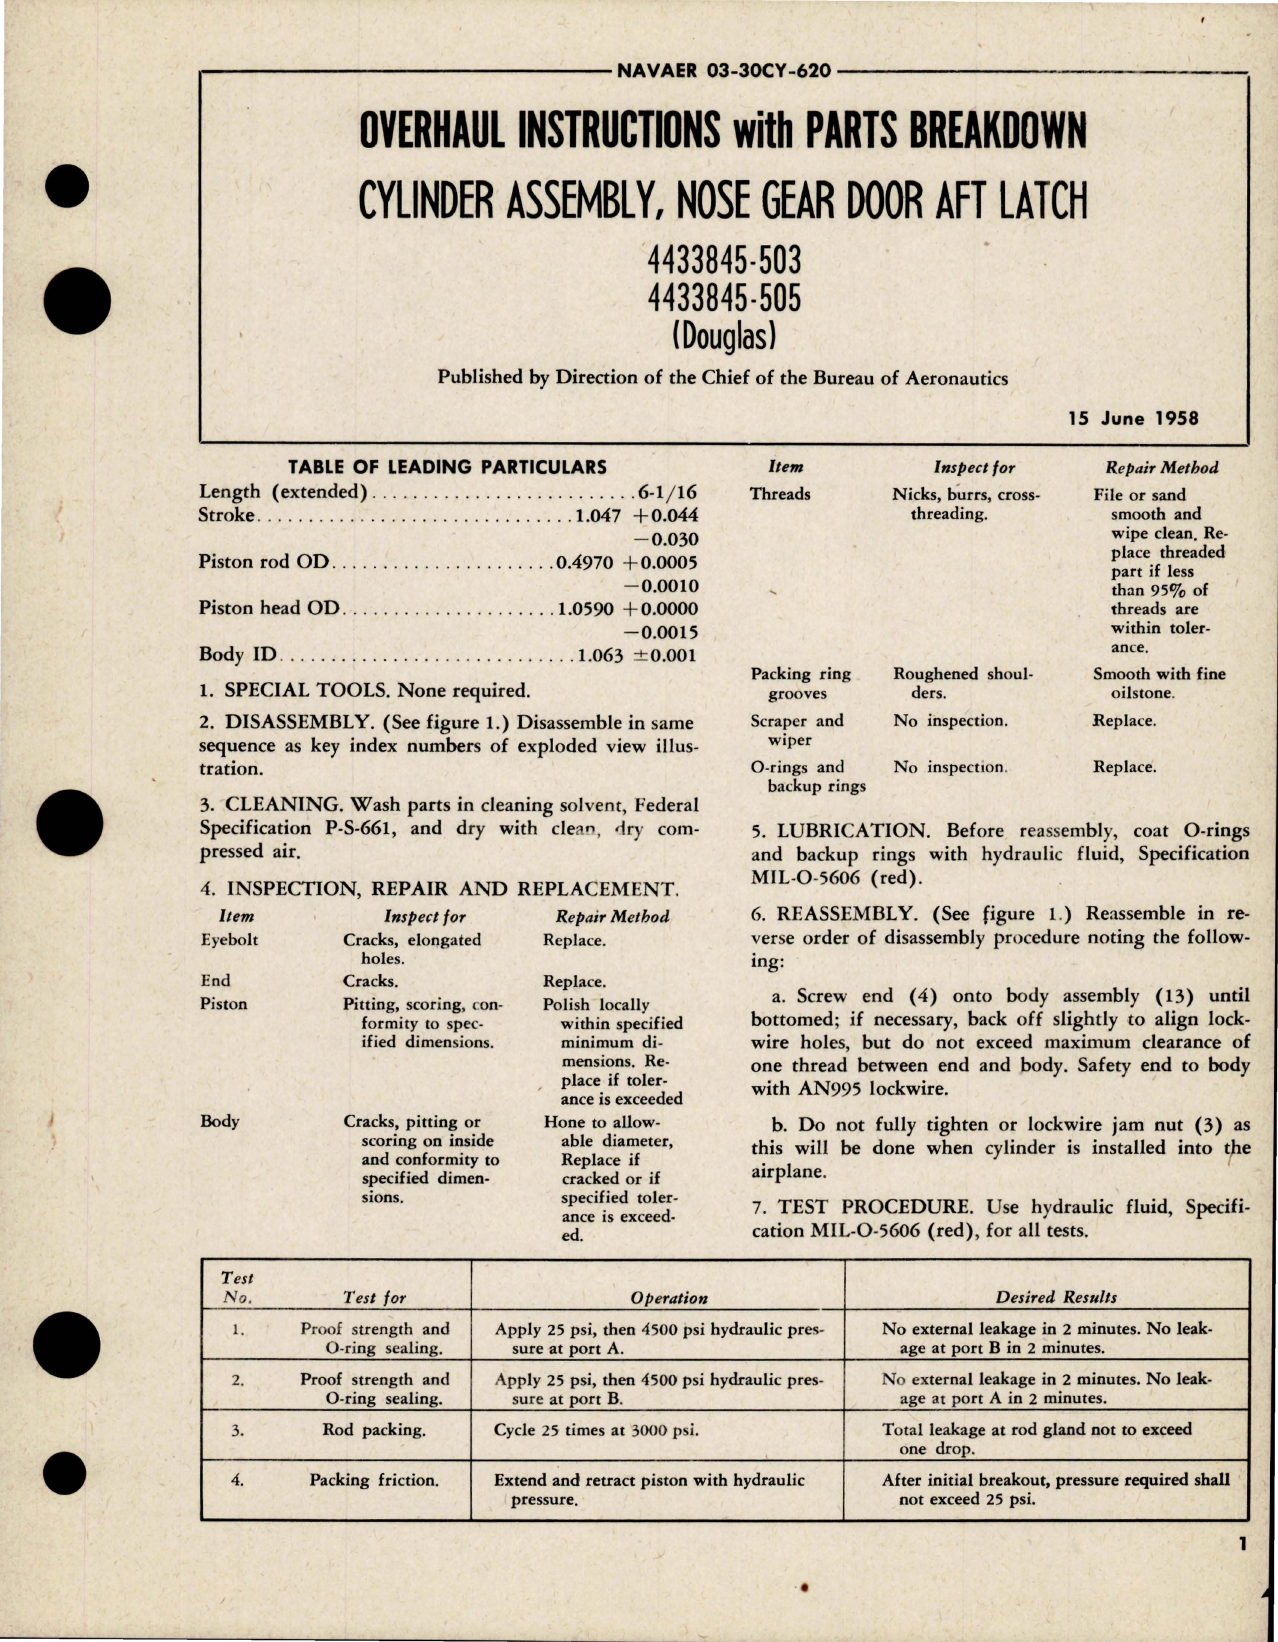 NAVAER 03-30CY-620
OVERHAUL INSTRUCTIONS with PARTS BREAKDOWN
CYLINDER ASSEMBLY, NOSE GEAR DOOR AFT LATCH
4433845-503
4433845-505
(Douglas)
Published by Direction of the Chief of the Bureau of Aeronautics
15 June 1958
TABLE OF LEADING PARTICULARS
Length (extended) . . . . . . . . . . . . . . . . . . . . . . . . . . 6-1/16
Stroke. . . . . . . . . . . . . . . . . . . . . . . . . . . . . . . 1.047 +0.044
—0.030
Piston rod OD. . . . . . . . . . . . . . . . . . . . . . 0.4970 +0.0005
—0.0010
Piston head OD. . . . . . . . . . . . . . . . . . . . . 1.0590 +0.0000
—0.0015
Body ID. . . . . . . . . . . . . . . . . . . . . . . . . . . . . 1.063 ±0.001
1. SPECIAL TOOLS. None required.
2. DISASSEMBLY. (See figure 1.) Disassemble in same
sequence as key index numbers of exploded view illus-
tration.
3. CLEANING. Wash parts in cleaning solvent, Federal
Specification P-S-661, and dry with clean, dry com-
pressed air.
4. INSPECTION, REPAIR AND REPLACEMENT.
Item Inspect for Repair Method
Eyebolt Cracks, elongated Replace.
holes.
End Cracks. Replace.
Piston Pitting, scoring, con- Polish locally
formity to spec- within specified
ified dimensions. minimum di-
mensions. Re-
place if toler-
ance is exceeded
Body Cracks, pitting or Hone to allow-
scoring on inside able diameter,
and conformity to Replace if
specified dimen- cracked or if
sions. specified toler-
ance is exceed-
ed.
Item Inspect for Repair Method
Threads Nicks, burrs, cross- File or sand
threading. smooth and
wipe clean. Re-
place threaded
part if less
than 95% of
threads are
within toler-
ance.
Packing ring Roughened shoul- Smooth with fine
grooves ders. oilstone.
Scraper and No inspection. Replace.
wiper
O-rings and No inspection. Replace.
backup rings
5. LUBRICATION. Before reassembly, coat O-rings
and backup rings with hydraulic fluid, Specification
MIL-O-5606 (red).
6. REASSEMBLY. (See figure 1.) Reassemble in re-
verse order of disassembly procedure noting the follow-
ing:
a. Screw end (4) onto body assembly (13) until
bottomed; if necessary, back off slightly to align lock-
wire holes, but do not exceed maximum clearance of
one thread between end and body. Safety end to body
with AN995 lockwire.
b. Do not fully tighten or lockwire jam nut (3) as
this will be done when cylinder is installed into the
airplane.
7. TEST PROCEDURE. Use hydraulic fluid, Specifi-
cation MIL-O-5606 (red), for all tests.
Test
No. Test for Operation Desired Results
1. Proof strength and Apply 25 psi, then 4500 psi hydraulic pres- No external leakage in 2 minutes. No leak-
O-ring sealing. sure at port A. age at port B in 2 minutes.
2. Proof strength and Apply 25 psi, then 4500 psi hydraulic pres- No external leakage in 2 minutes. No leak-
O-ring sealing. sure at port B. age at port A in 2 minutes.
3. Rod packing. Cycle 25 times at 3000 psi. Total leakage at rod gland not to exceed
one drop.
4. Packing friction. Extend and retract piston with hydraulic After initial breakout, pressure required shall
pressure. not exceed 25 psi.
1